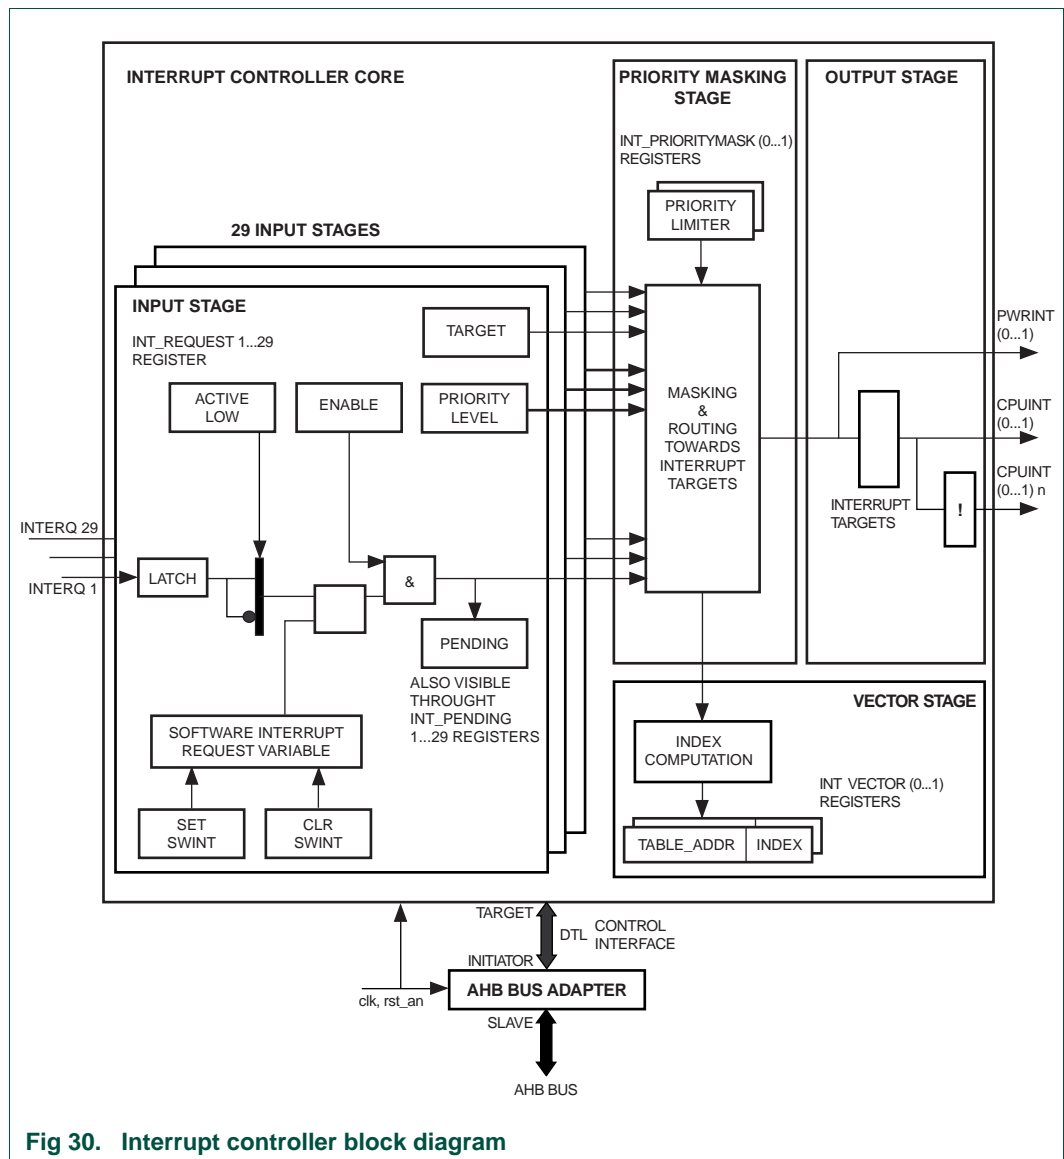 INTERRUPT CONTROLLER CORE
PRIORITY MASKING
STAGE
OUTPUT STAGE
INT_PRIORITYMASK (0...1)
REGISTERS
PRIORITY
LIMITER
29 INPUT STAGES
INPUT STAGE
INT_REQUEST 1...29
REGISTER
TARGET
ACTIVE
LOW
ENABLE
PRIORITY
LEVEL
MASKING
&
ROUTING
TOWARDS
INTERRUPT
TARGETS
PWRINT
(0...1)
CPUINT
(0...1)
CPUINT
(0...1) n
INTERRUPT
TARGETS
!
INTERQ 29
INTERQ 1
LATCH
&
PENDING
ALSO VISIBLE
THROUGHT
INT_PENDING
1...29 REGISTERS
SOFTWARE INTERRUPT
REQUEST VARIABLE
SET
SWINT
CLR
SWINT
VECTOR STAGE
INDEX
COMPUTATION
INT VECTOR (0...1)
REGISTERS
TABLE_ADDR
INDEX
TARGET
DTL
CONTROL
INTERFACE
INITIATOR
clk, rst_an
AHB BUS ADAPTER
SLAVE
AHB BUS
Fig 30. Interrupt controller block diagram